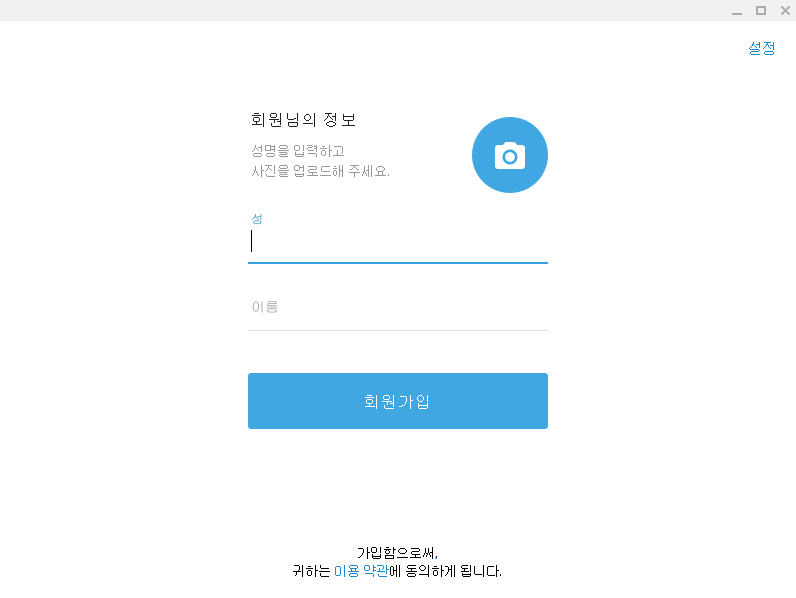 설정
회원님의 정보
성명을 입력하고
사진을 업로드해 주세요.
성
이름
회원가입
가입함으로써,
귀하는 이용 약관에 동의하게 됩니다.